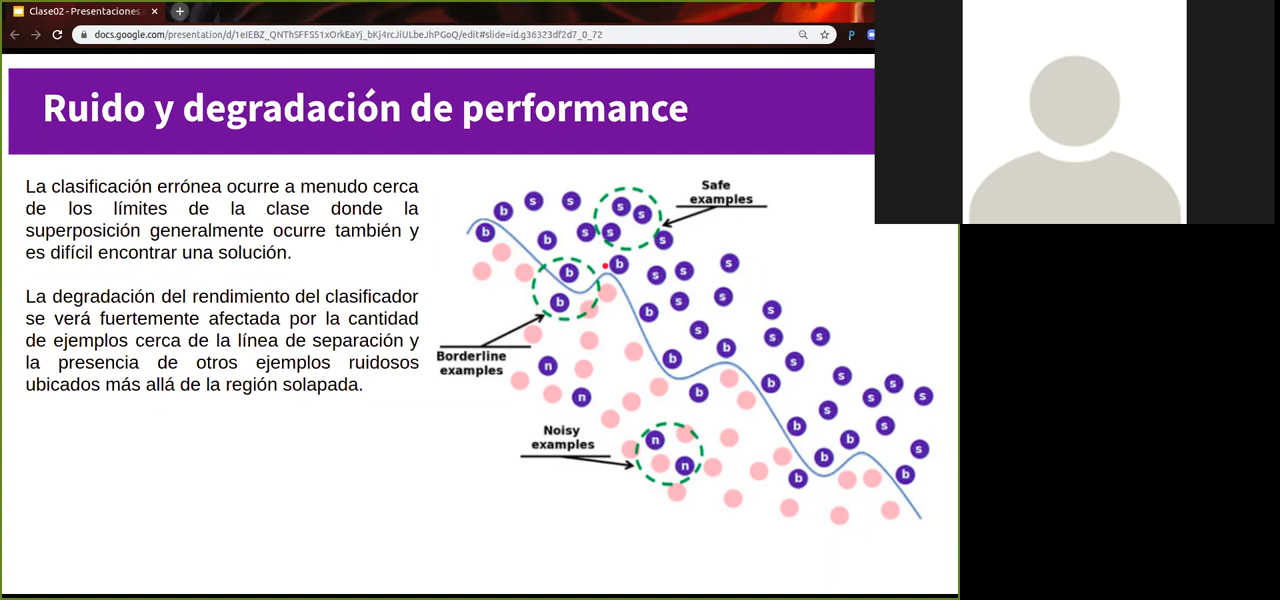 Clase02 - Presentaciones
docs.google.com/presentation/d/
edit#slide=id.g36323df2d7_0_72
Ruido y degradación de performance
La clasificación errónea ocurre a menudo cerca
de los límites de la clase donde la
superposición generalmente ocurre también y
es difícil encontrar una solución.
La degradación del rendimiento del clasificador
se verá fuertemente afectada por la cantidad
de ejemplos cerca de la línea de separación y
la presencia de otros ejemplos ruidosos
ubicados más allá de la región solapada.
Safe
examples
Borderline
examples
Noisy
examples